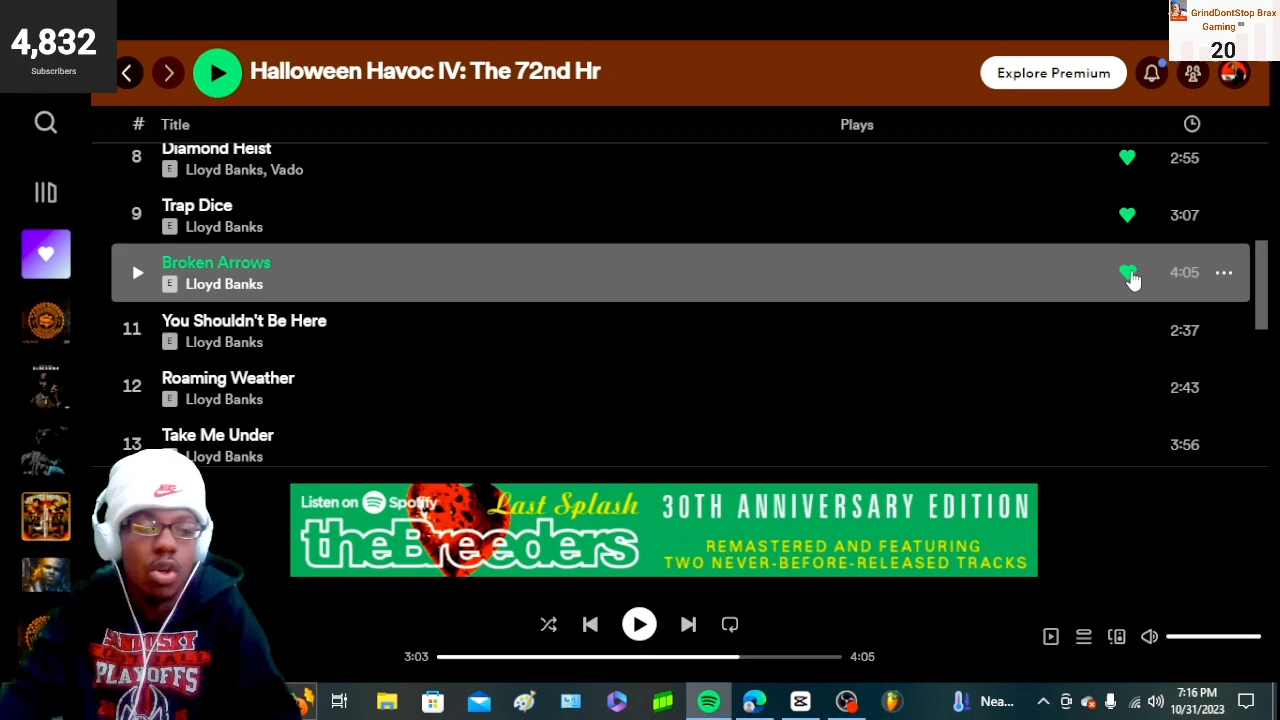 4,832
Subscribers
GrindDontStop Brax
Gaming
20
Halloween Havoc IV: The 72nd Hr
Explore Premium
# Title Plays
8 Diamond Heist 2:55
E Lloyd Banks, Vado
9 Trap Dice 3:07
E Lloyd Banks
Broken Arrows 4:05
E Lloyd Banks
11 You Shouldn't Be Here 2:37
E Lloyd Banks
12 Roaming Weather 2:43
E Lloyd Banks
13 Take Me Under 3:56
Lloyd Banks
Listen on Spotify
Last Splash
30TH ANNIVERSARY EDITION
theBreeders
REMASTERED AND FEATURING
TWO NEVER-BEFORE-RELEASED TRACKS
3:03 4:05
PLAYOFFS
Nea...
7:16 PM
10/31/2023